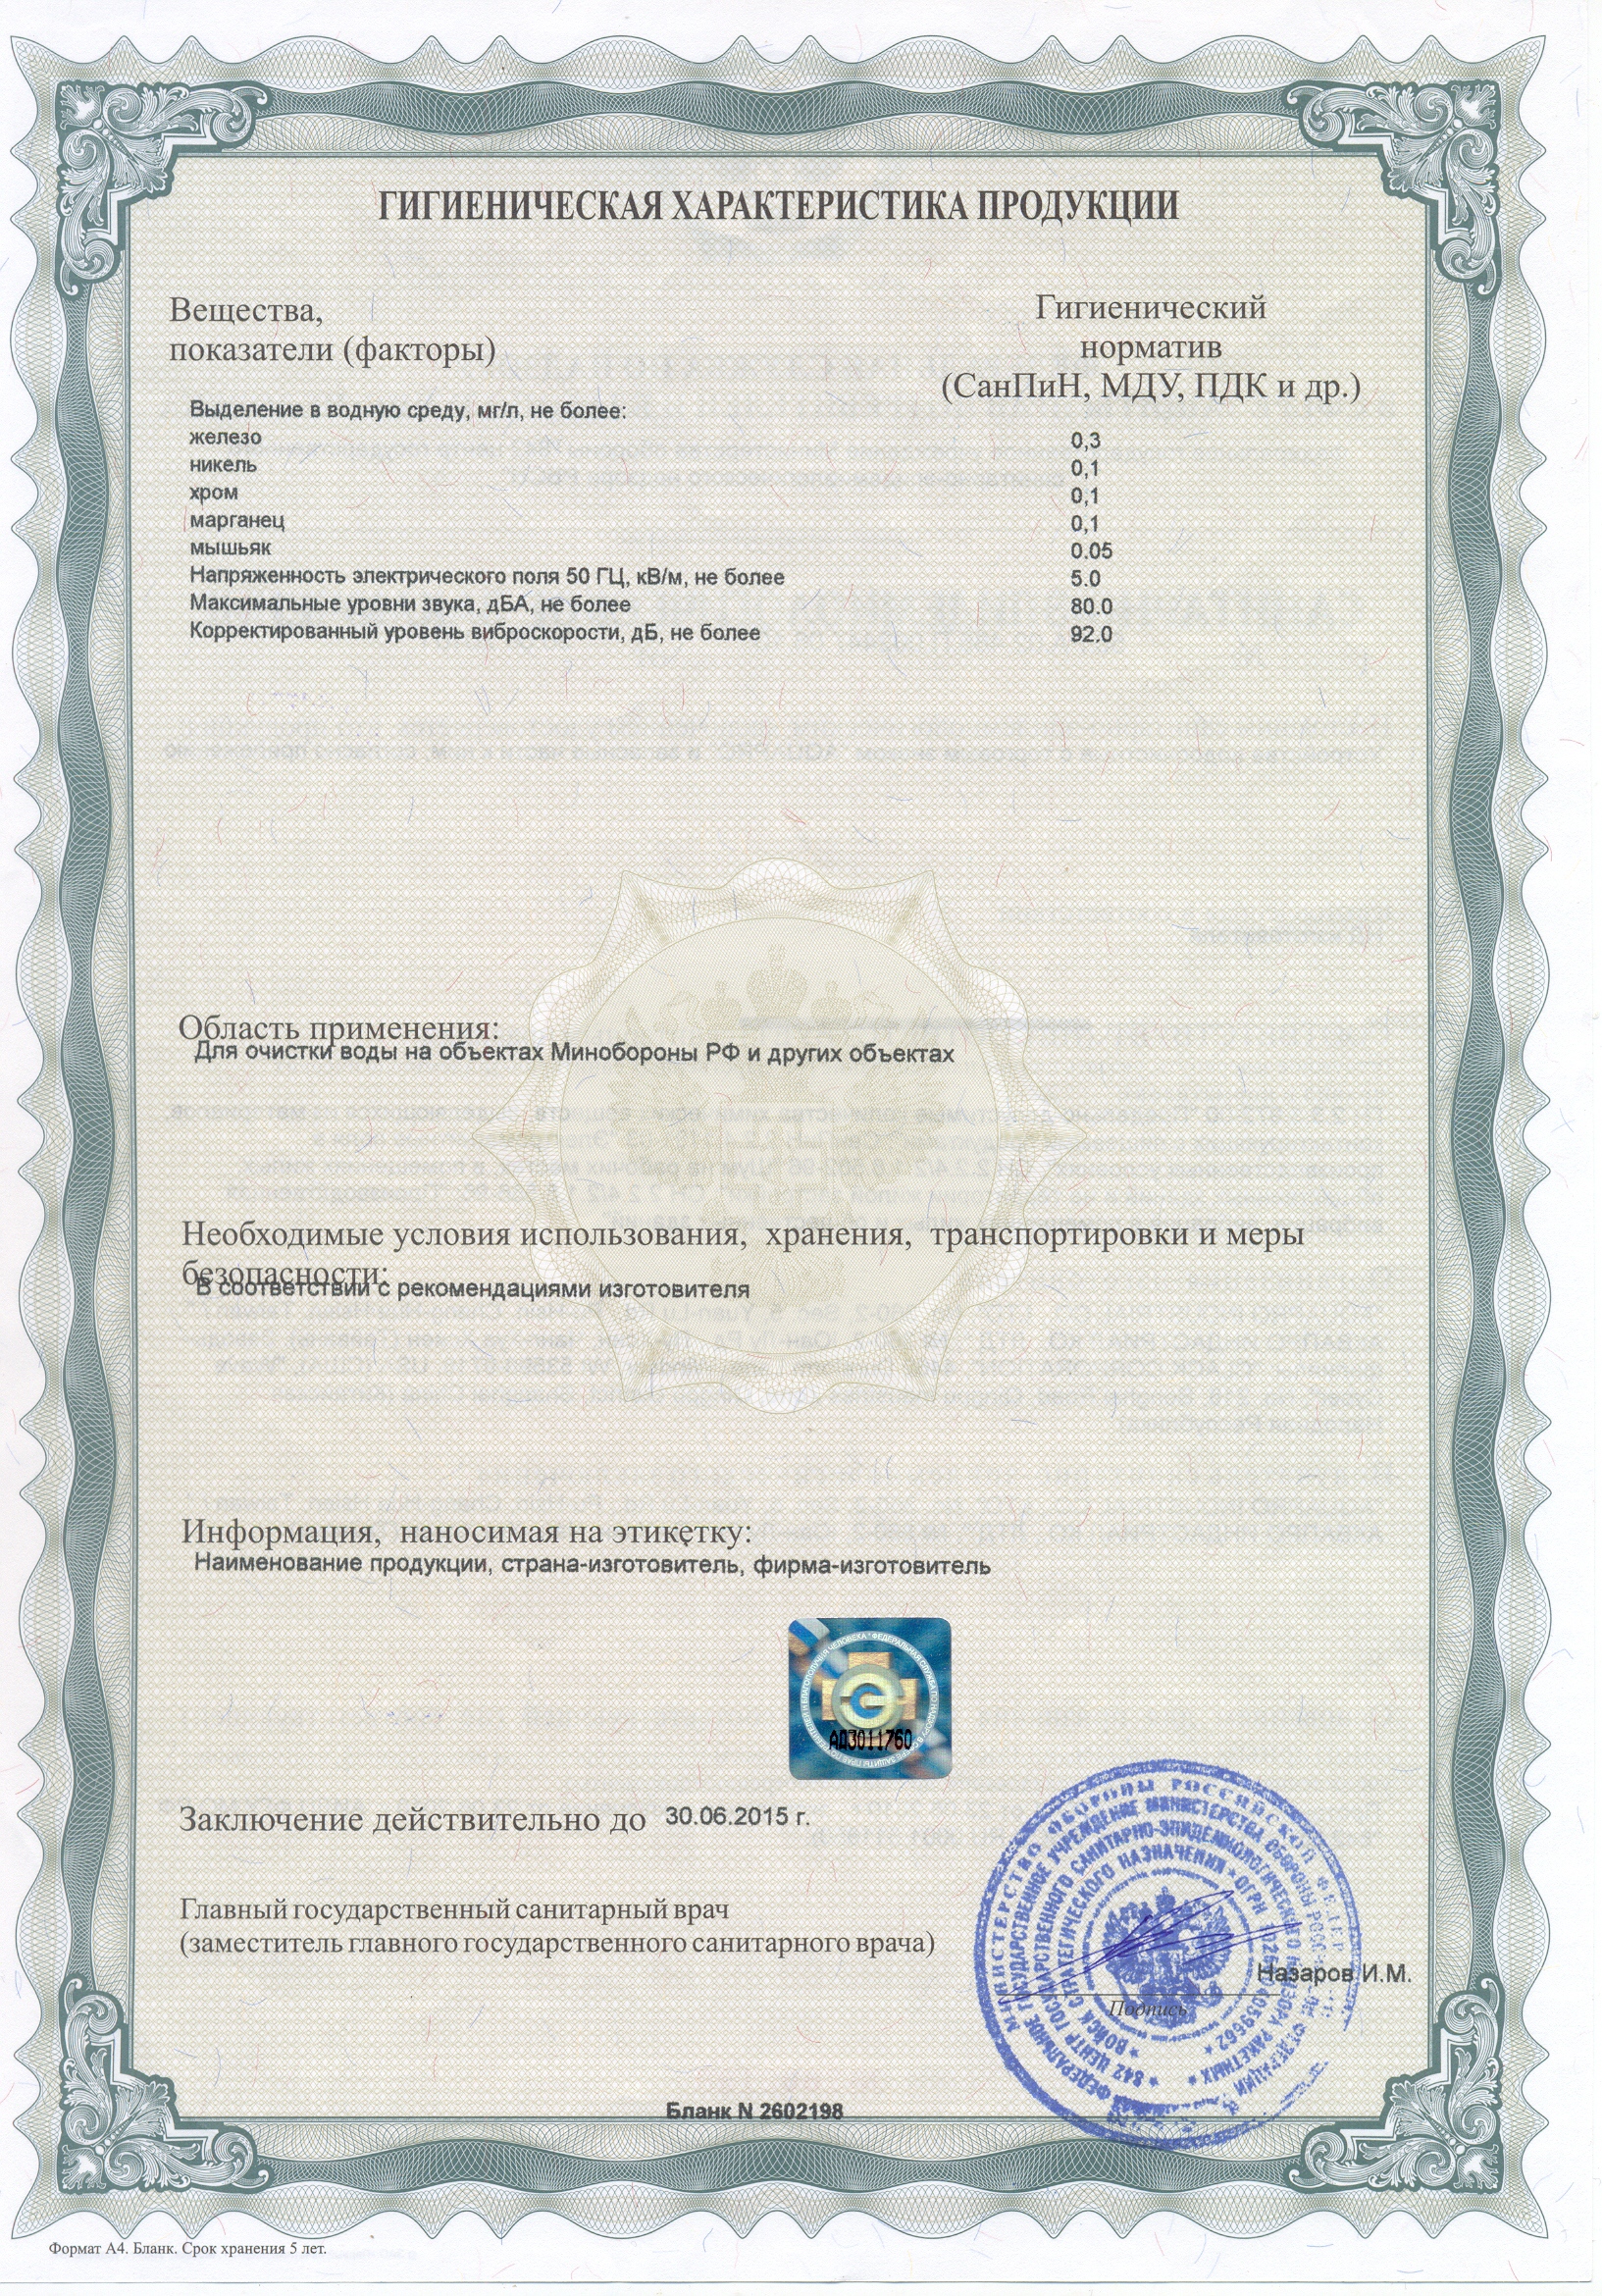 ГИГИЕНИЧЕСКАЯ ХАРАКТЕРИСТИКА ПРОДУКЦИИ
Вещества,
показатели (факторы)
Гигиенический
норматив
(СанПиН, МДУ, ПДК и др.)
Выделение в водную среду, мг/л, не более:
железо 0,3
никель 0,1
хром 0,1
марганец 0,1
мышьяк 0.05
Напряженность электрического поля 50 ГЦ, кВ/м, не более 5.0
Максимальные уровни звука, дБА, не более 80.0
Корректированный уровень виброскорости, дБ, не более 92.0
Область применения:
Для очистки воды на объектах Минобороны РФ и других объектах
Необходимые условия использования, хранения, транспортировки и меры
безопасности:
В соответствии с рекомендациями изготовителя
Информация, наносимая на этикетку:
Наименование продукции, страна-изготовитель, фирма-изготовитель
АД3011760
Заключение действительно до 30.06.2015 г.
Главный государственный санитарный врач
(заместитель главного государственного санитарного врача)
Назаров И.М.
Подпись
МИНИСТЕРСТВО ОБОРОНЫ РОССИЙСКОЙ
ФЕДЕРАЛЬНОЕ ГОСУДАРСТВЕННОЕ УЧРЕЖДЕНИЕ МИНИСТЕРСТВА ОБОРОНЫ РОССИЙСКОЙ ФЕДЕРАЦИИ
* 842 ЦЕНТР ГОСУДАРСТВЕННОГО САНИТАРНО-ЭПИДЕМИОЛОГИЧЕСКОГО НАДЗОРА РАКЕТНЫХ *
* ВОЙСК СТРАТЕГИЧЕСКОГО НАЗНАЧЕНИЯ * ОГРН
Бланк N 2602198
Формат А4. Бланк. Срок хранения 5 лет.